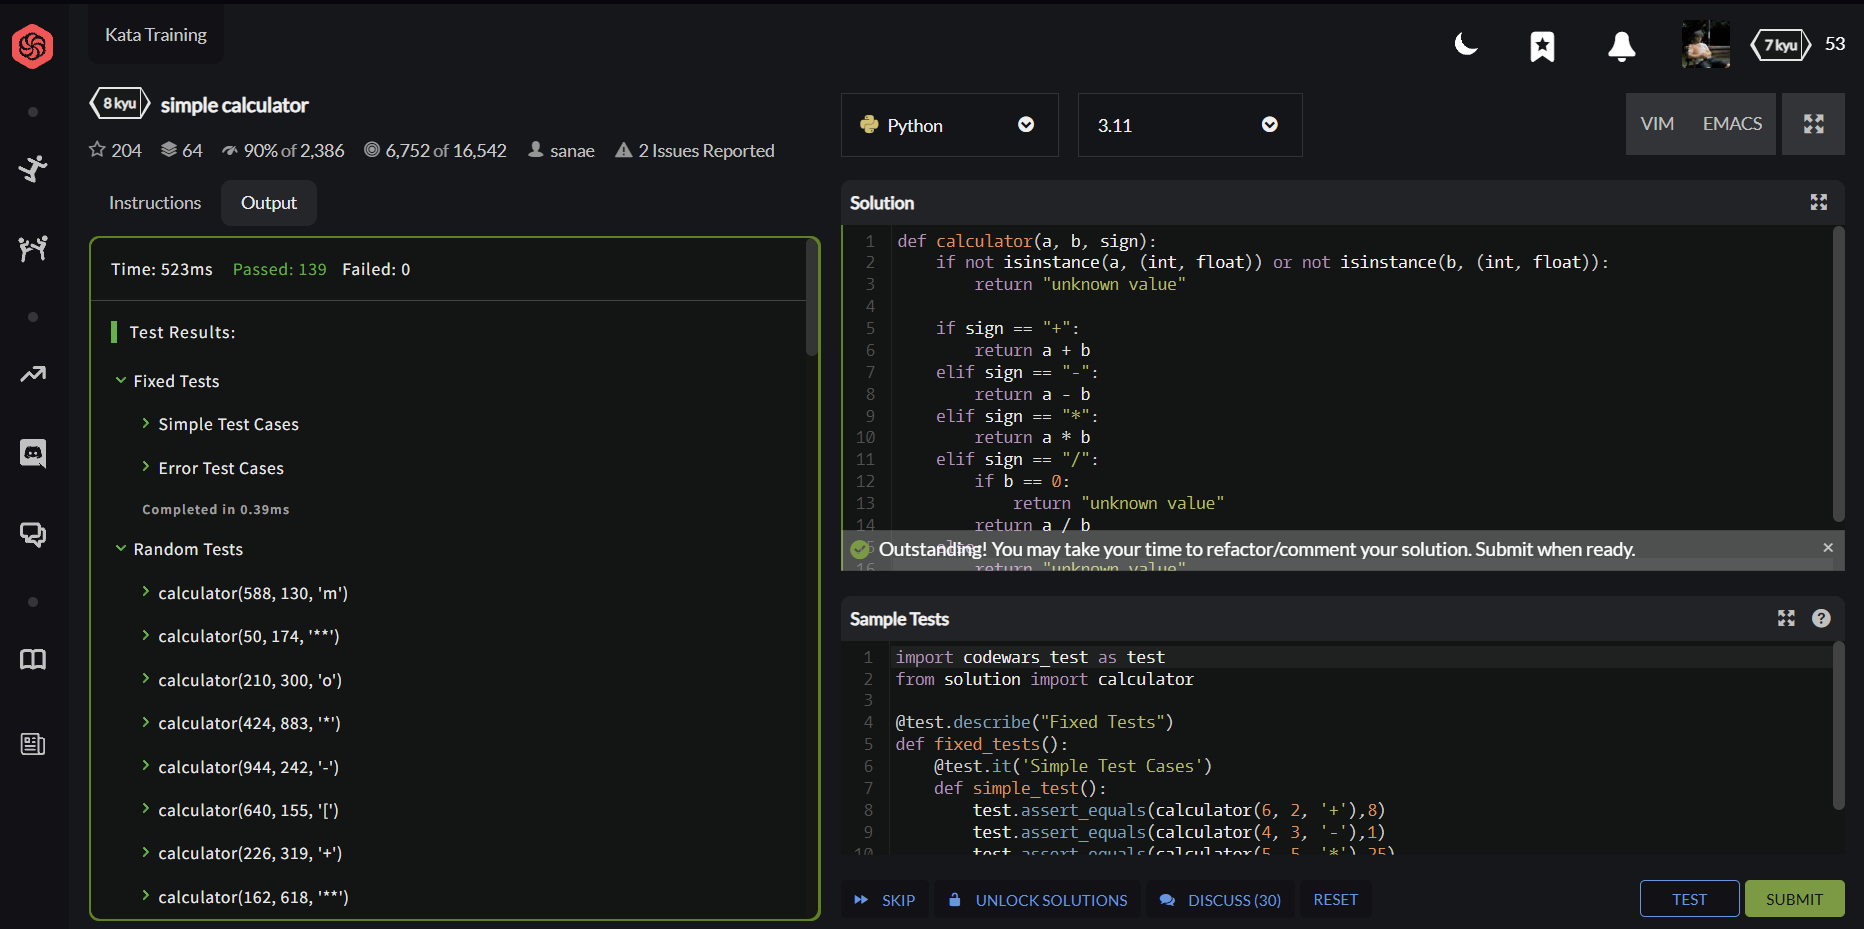 Kata Training
7 kyu
53
8 kyu
simple calculator
204
64
90% of 2,386
6,752 of 16,542
sanae
2 Issues Reported
Python
3.11
VIM
EMACS
Instructions
Output
Time: 523ms Passed: 139 Failed: 0
Test Results:
Fixed Tests
Simple Test Cases
Error Test Cases
Completed in 0.39ms
Random Tests
calculator(588, 130, 'm')
calculator(50, 174, '**')
calculator(210, 300, 'o')
calculator(424, 883, '*')
calculator(944, 242, '-')
calculator(640, 155, '[')
calculator(226, 319, '+')
calculator(162, 618, '**')
Solution
1 def calculator(a, b, sign):
2     if not isinstance(a, (int, float)) or not isinstance(b, (int, float)):
3         return "unknown value"
4
5     if sign == "+":
6         return a + b
7     elif sign == "-":
8         return a - b
9     elif sign == "*":
10         return a * b
11     elif sign == "/":
12         if b == 0:
13             return "unknown value"
14         return a / b
15     else:
16         return "unknown value"
Outstanding! You may take your time to refactor/comment your solution. Submit when ready.
Sample Tests
1 import codewars_test as test
2 from solution import calculator
3
4 @test.describe("Fixed Tests")
5 def fixed_tests():
6     @test.it('Simple Test Cases')
7     def simple_test():
8         test.assert_equals(calculator(6, 2, '+'),8)
9         test.assert_equals(calculator(4, 3, '-'),1)
10         test.assert_equals(calculator(5, 5, '*'),25)
SKIP
UNLOCK SOLUTIONS
DISCUSS (30)
RESET
TEST
SUBMIT